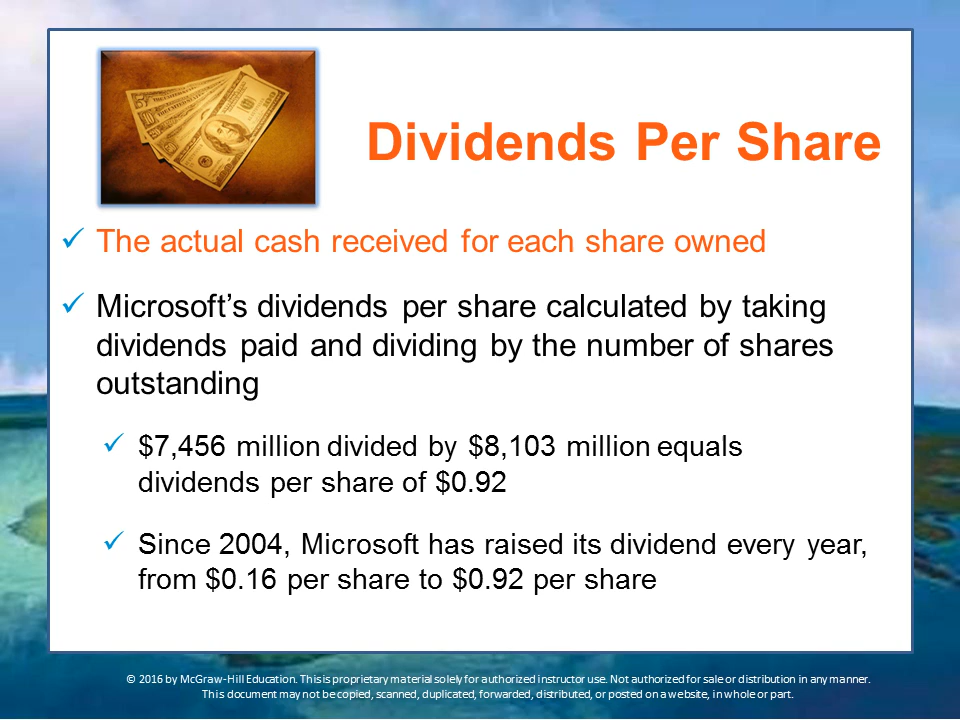 Dividends Per Share
The actual cash received for each share owned
Microsoft’s dividends per share calculated by taking
dividends paid and dividing by the number of shares
outstanding
$7,456 million divided by $8,103 million equals
dividends per share of $0.92
Since 2004, Microsoft has raised its dividend every year,
from $0.16 per share to $0.92 per share
© 2016 by McGraw-Hill Education. This is proprietary material solely for authorized instructor use. Not authorized for sale or distribution in any manner.
This document may not be copied, scanned, duplicated, forwarded, distributed, or posted on a website, in whole or part.